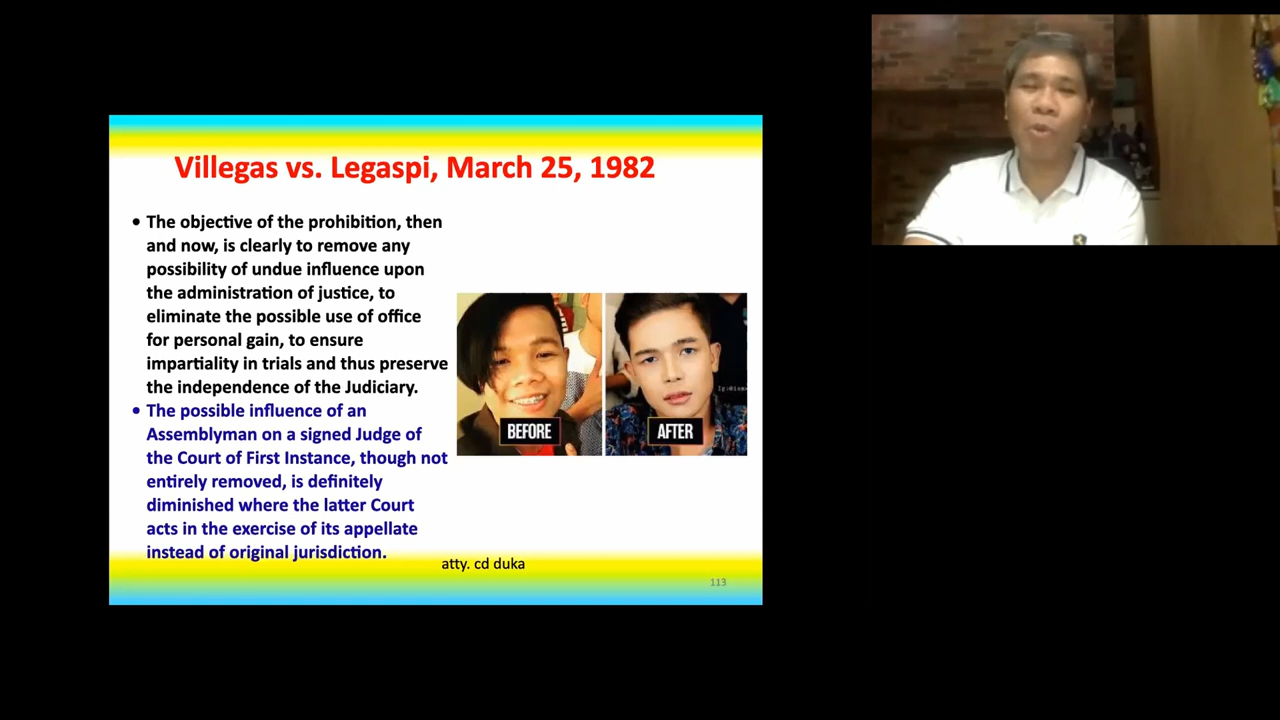 Villegas vs. Legaspi, March 25, 1982
• The objective of the prohibition, then
and now, is clearly to remove any
possibility of undue influence upon
the administration of justice, to
eliminate the possible use of office
for personal gain, to ensure
impartiality in trials and thus preserve
the independence of the Judiciary.
• The possible influence of an
Assemblyman on a signed Judge of
the Court of First Instance, though not
entirely removed, is definitely
diminished where the latter Court
acts in the exercise of its appellate
instead of original jurisdiction.
BEFORE
AFTER
atty. cd duka
113